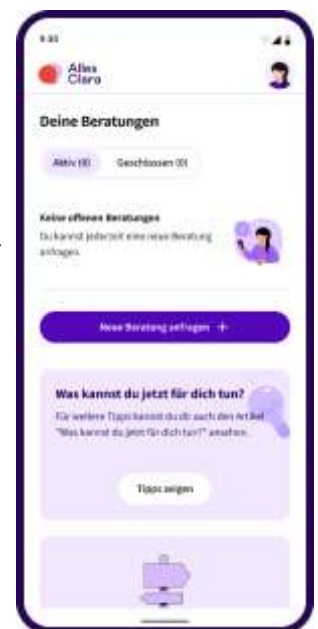 9:30
Alles
Clara
Deine Beratungen
Aktiv (0)
Geschlossen (0)
Keine offenen Beratungen
Du kannst jederzeit eine neue Beratung
anfragen.
Neue Beratung anfragen +
Was kannst du jetzt für dich tun?
Für weitere Tipps kannst du dir auch den Artikel
"Was kannst du jetzt für dich tun?" ansehen.
Tipps zeigen